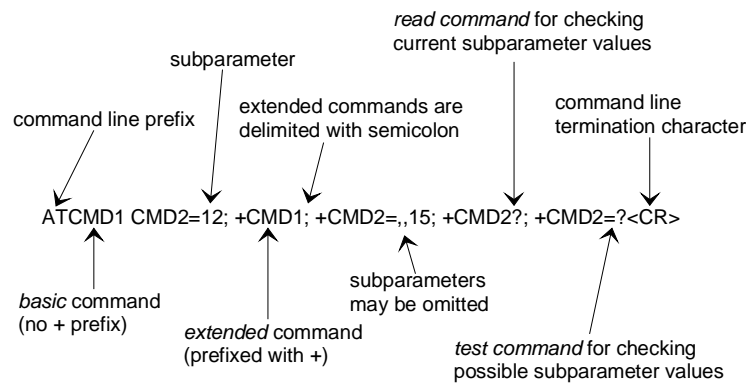 read command for checking
current subparameter values
subparameter
extended commands are
delimited with semicolon
command line
termination character
command line prefix
ATCMD1 CMD2=12; +CMD1; +CMD2=,,15; +CMD2?; +CMD2=?<CR>
basic command
(no + prefix)
extended command
(prefixed with +)
subparameters
may be omitted
test command for checking
possible subparameter values